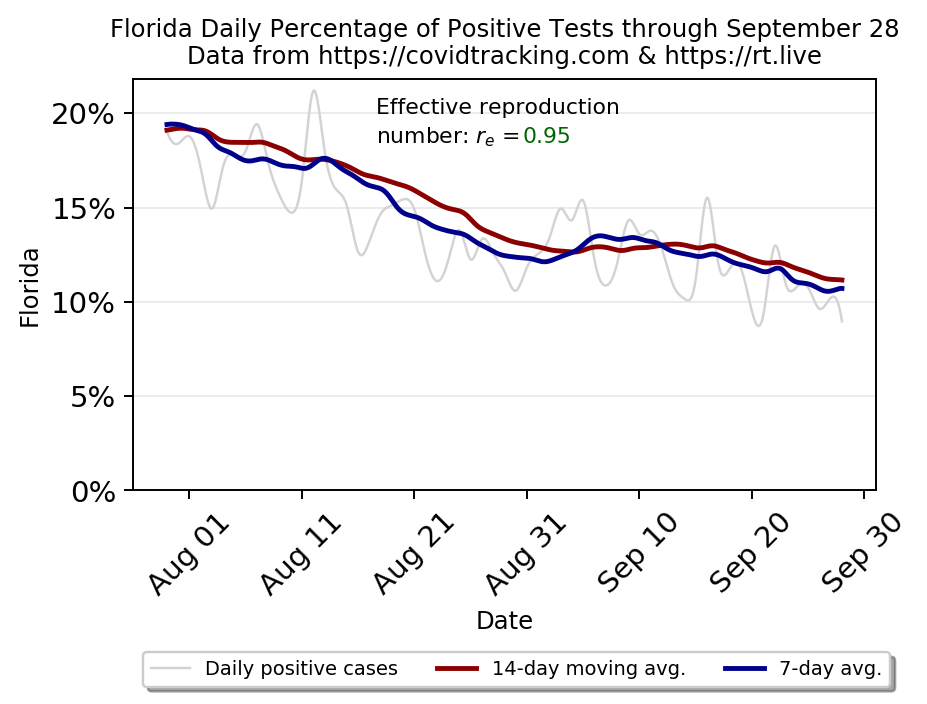 Florida Daily Percentage of Positive Tests through September 28
Data from https://covidtracking.com & https://rt.live
Effective reproduction
number: rₑ =0.95
20%
15%
10%
5%
0%
Florida
Aug 01
Aug 11
Aug 21
Aug 31
Sep 10
Sep 20
Sep 30
Date
Daily positive cases
14-day moving avg.
7-day avg.